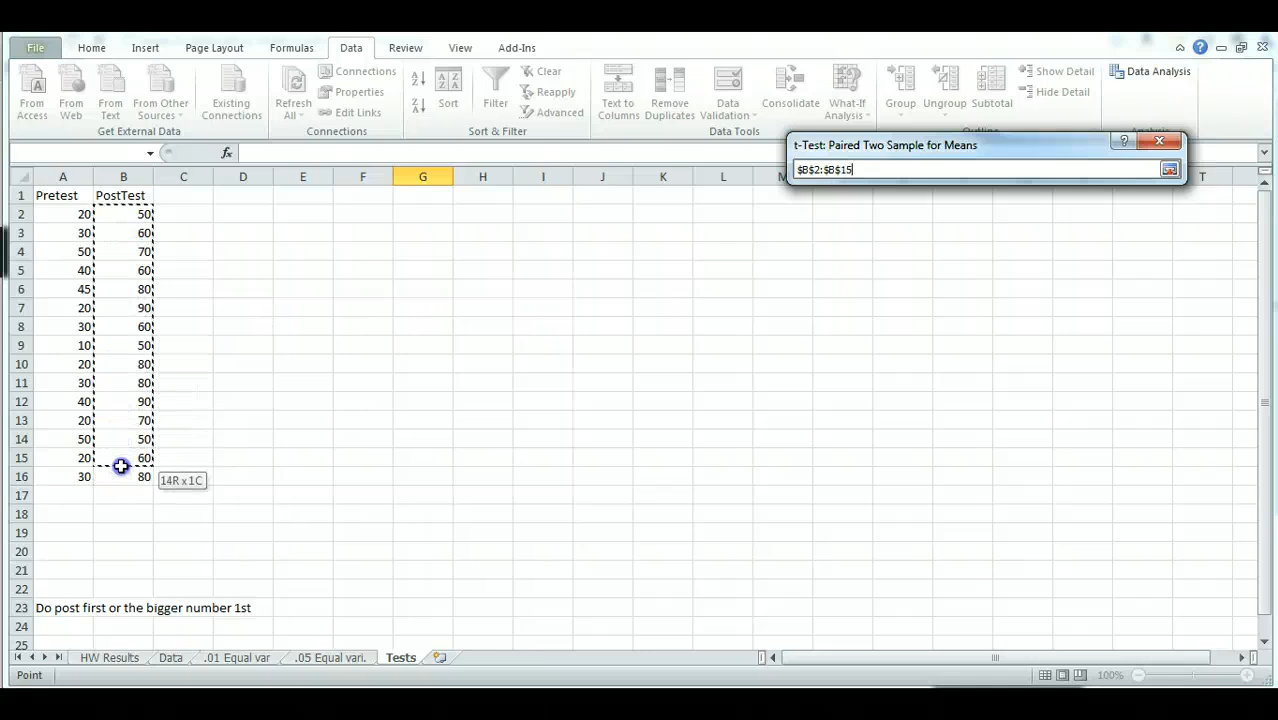 File Home Insert Page Layout Formulas Data Review View Add-Ins
From Access From Web From Text From Other Sources Existing Connections Refresh All Connections Properties Edit Links Sort Filter Clear Reapply Advanced Text to Columns Remove Duplicates Data Validation Consolidate What-If Analysis Group Ungroup Subtotal Show Detail Hide Detail Data Analysis
Get External Data Connections Sort & Filter Data Tools
t-Test: Paired Two Sample for Means
$B$2:$B$15
fx
A B C D E F G H I J K L T
1 Pretest PostTest
2 20 50
3 30 60
4 50 70
5 40 60
6 45 80
7 20 90
8 30 60
9 10 50
10 20 80
11 30 80
12 40 90
13 20 70
14 50 50
15 20 60
16 30 80 14R x 1C
17
18
19
20
21
22
23 Do post first or the bigger number 1st
24
25
HW Results Data .01 Equal var .05 Equal vari. Tests
Point 100%